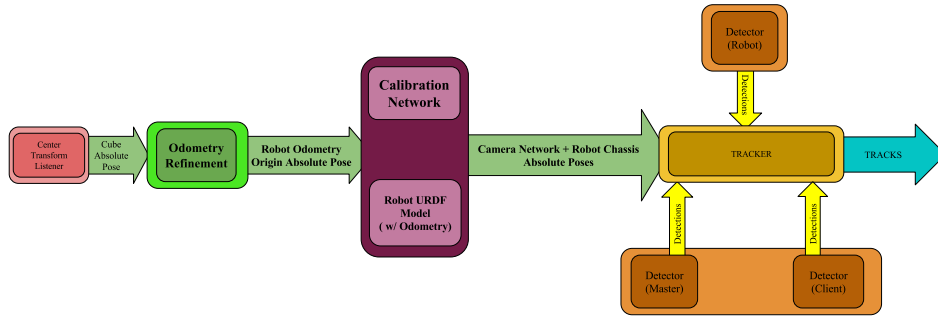 Center
Transform
Listener
Cube
Absolute
Pose
Odometry
Refinement
Robot Odometry
Origin Absolute Pose
Calibration
Network
Robot URDF
Model
( w/ Odometry)
Camera Network + Robot Chassis
Absolute Poses
Detector
(Robot)
Detections
TRACKER
TRACKS
Detections
Detections
Detector
(Master)
Detector
(Client)